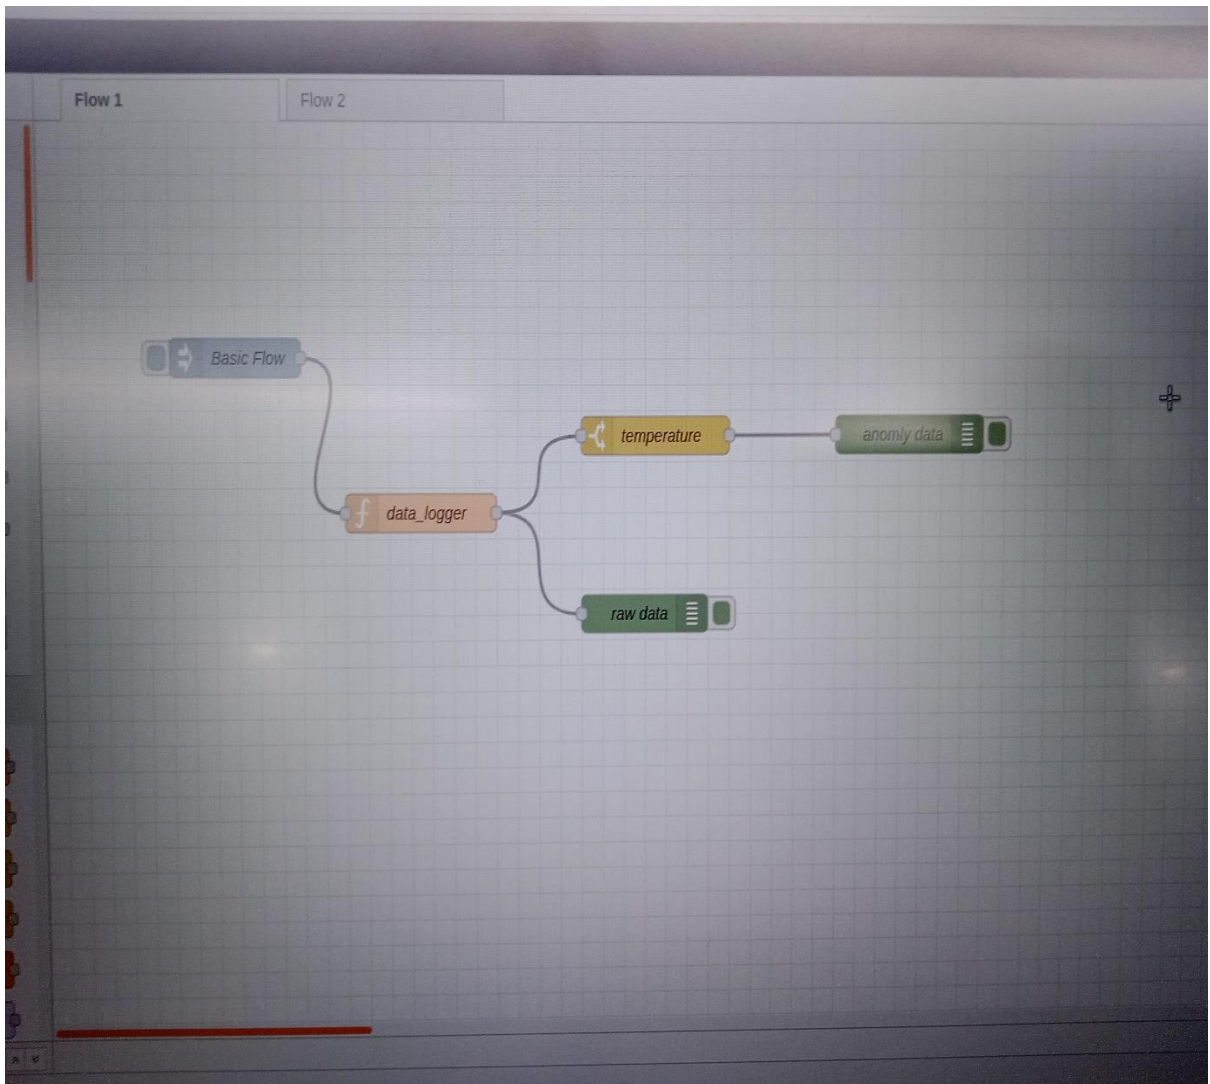 Flow 1
Flow 2
Basic Flow
temperature
anomly data
data_logger
raw data